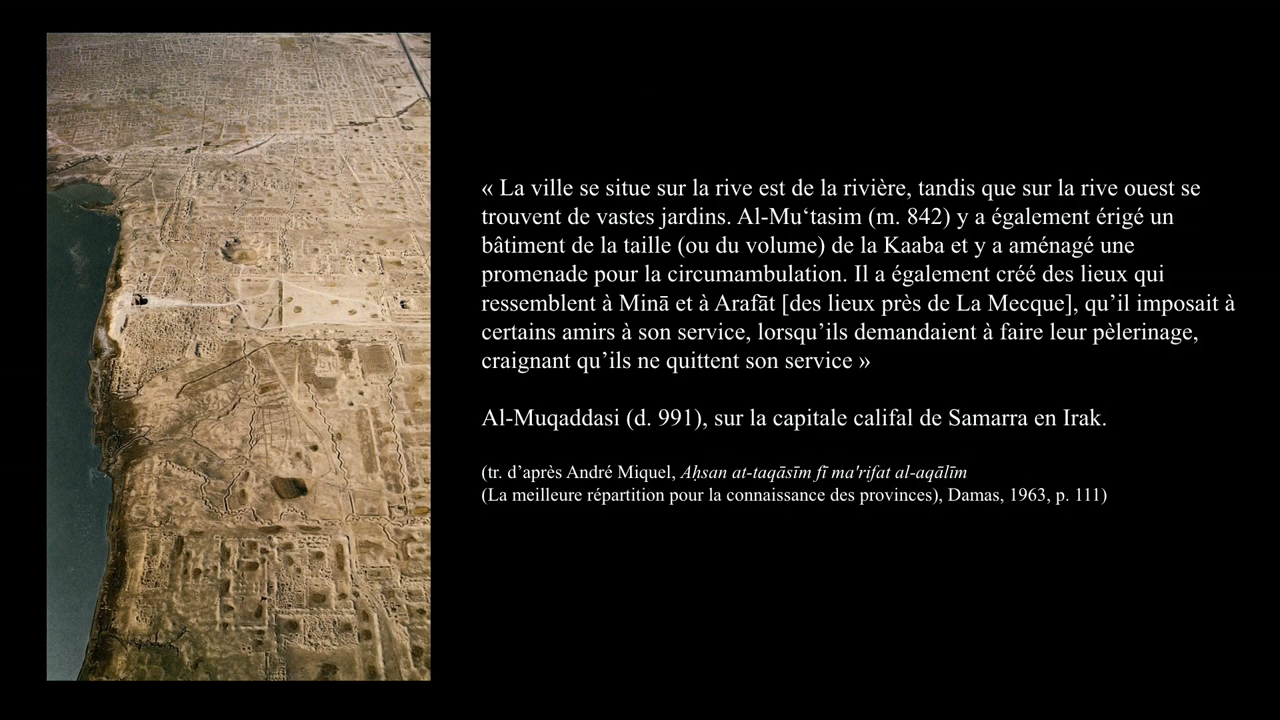 « La ville se situe sur la rive est de la rivière, tandis que sur la rive ouest se
trouvent de vastes jardins. Al-Mu‘tasim (m. 842) y a également érigé un
bâtiment de la taille (ou du volume) de la Kaaba et y a aménagé une
promenade pour la circumambulation. Il a également créé des lieux qui
ressemblent à Minā et à Arafāt [des lieux près de La Mecque], qu’il imposait à
certains amirs à son service, lorsqu’ils demandaient à faire leur pèlerinage,
craignant qu’ils ne quittent son service »
Al-Muqaddasi (d. 991), sur la capitale califal de Samarra en Irak.
(tr. d’après André Miquel, Aḥsan at-taqāsīm fī ma'rifat al-aqālīm
(La meilleure répartition pour la connaissance des provinces), Damas, 1963, p. 111)